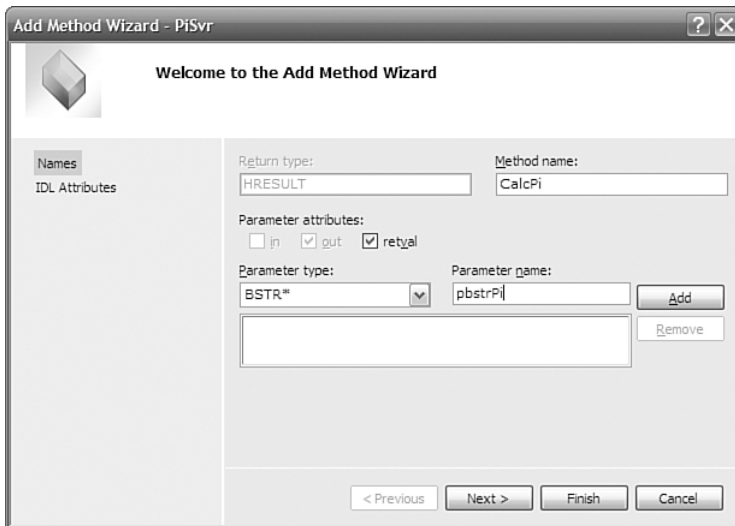 Add Method Wizard - PiSvr
Welcome to the Add Method Wizard
Names
IDL Attributes
Return type:
Method name:
HRESULT
CalcPi
Parameter attributes:
in out retval
Parameter type:
Parameter name:
BSTR*
pbstrPi
Add
Remove
< Previous
Next >
Finish
Cancel